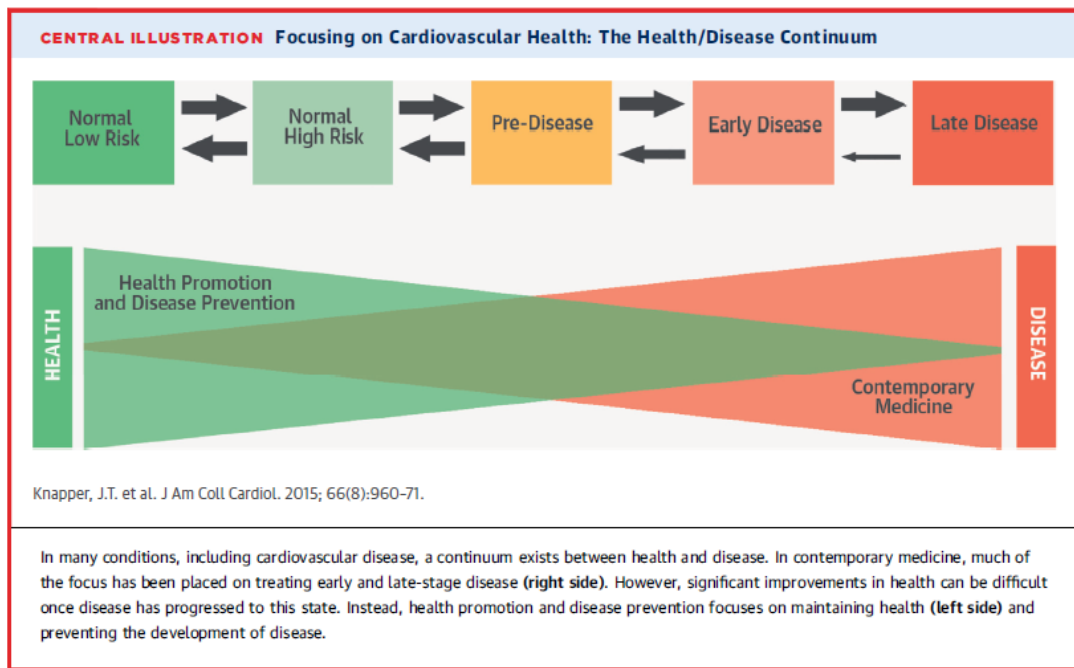 CENTRAL ILLUSTRATION Focusing on Cardiovascular Health: The Health/Disease Continuum
Normal
Low Risk
Normal
High Risk
Pre-Disease
Early Disease
Late Disease
HEALTH
Health Promotion
and Disease Prevention
Contemporary
Medicine
DISEASE
Knapper, J.T. et al. J Am Coll Cardiol. 2015; 66(8):960–71.
In many conditions, including cardiovascular disease, a continuum exists between health and disease. In contemporary medicine, much of
the focus has been placed on treating early and late-stage disease (right side). However, significant improvements in health can be difficult
once disease has progressed to this state. Instead, health promotion and disease prevention focuses on maintaining health (left side) and
preventing the development of disease.